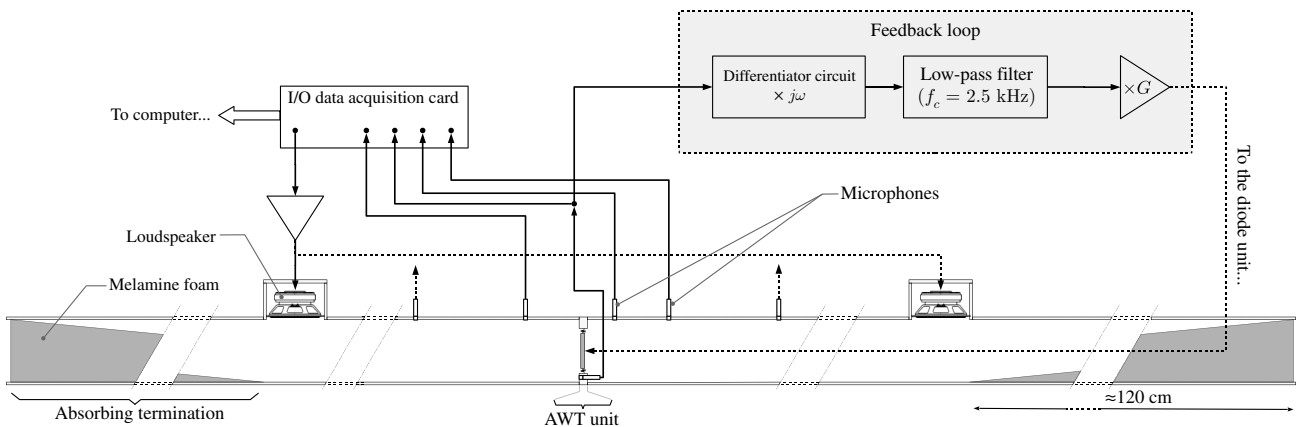 Feedback loop
Differentiator circuit
× jω
Low-pass filter
(f_c = 2.5 kHz)
×G
I/O data acquisition card
To computer...
To the diode unit...
Microphones
Loudspeaker
Melamine foam
Absorbing termination
AWT unit
≈120 cm